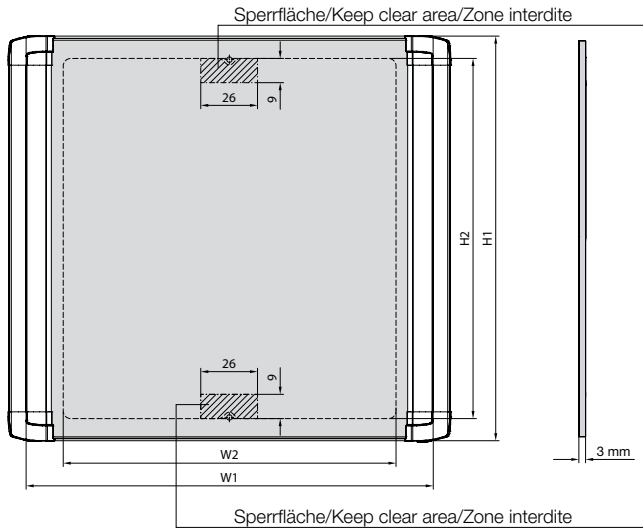 Sperrfläche/Keep clear area/Zone interdite
26
9
H2
H1
26
9
W2
3 mm
W1
Sperrfläche/Keep clear area/Zone interdite